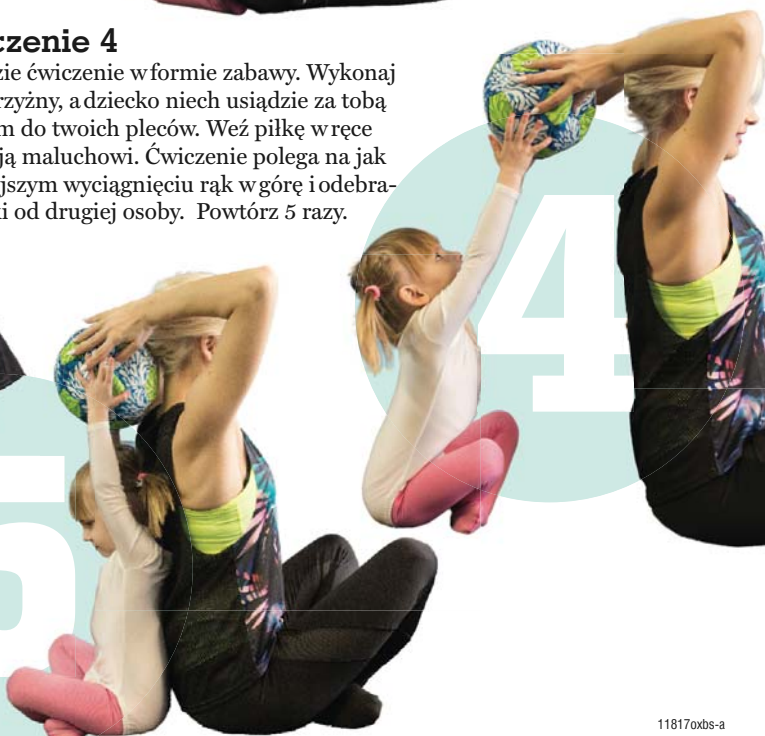 czenie 4
zie ćwiczenie w formie zabawy. Wykonaj
rzyżny, a dziecko niech usiądzie za tobą
m do twoich pleców. Weź piłkę w ręce
ją maluchowi. Ćwiczenie polega na jak
jszym wyciągnięciu rąk w górę i odebra-
ki od drugiej osoby. Powtórz 5 razy.
4
5
11817oxbs-a